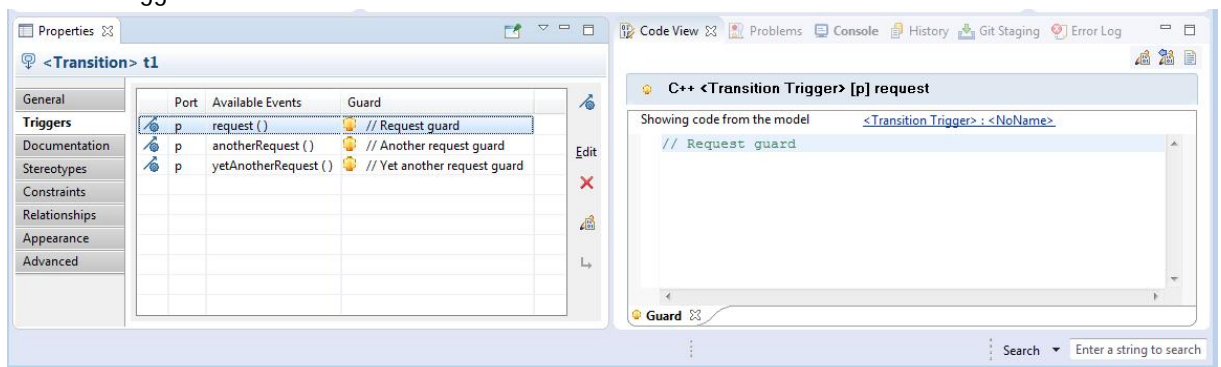 gg
Properties
<Transition> t1
General
Triggers
Documentation
Stereotypes
Constraints
Relationships
Appearance
Advanced
Port Available Events Guard
p request ( ) // Request guard
p anotherRequest ( ) // Another request guard
p yetAnotherRequest ( ) // Yet another request guard
Edit
Code View Problems Console History Git Staging Error Log
C++ <Transition Trigger> [p] request
Showing code from the model <Transition Trigger> : <NoName>
// Request guard
Guard
Search Enter a string to search